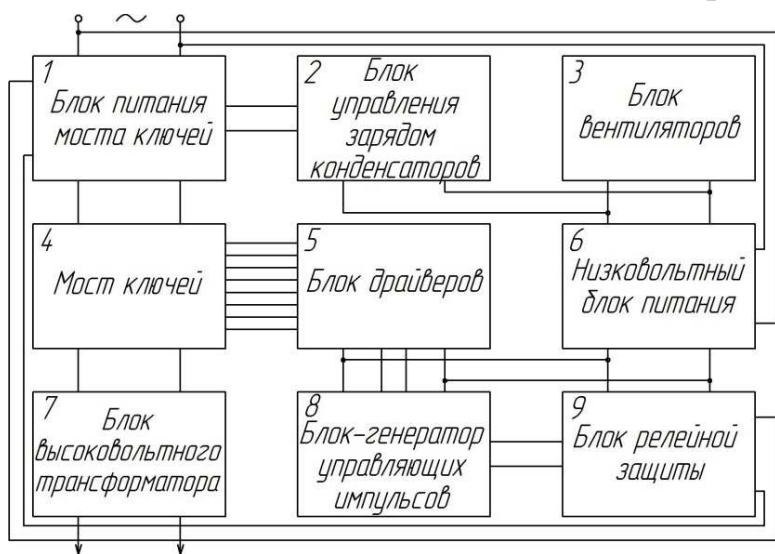 ~
1
Блок питания
моста ключей
2
Блок
управления
зарядом
конденсаторов
3
Блок
вентиляторов
4
Мост ключей
5
Блок драйверов
6
Низковольтный
блок питания
7
Блок
высоковольтного
трансформатора
8
Блок-генератор
управляющих
импульсов
9
Блок релейной
защиты